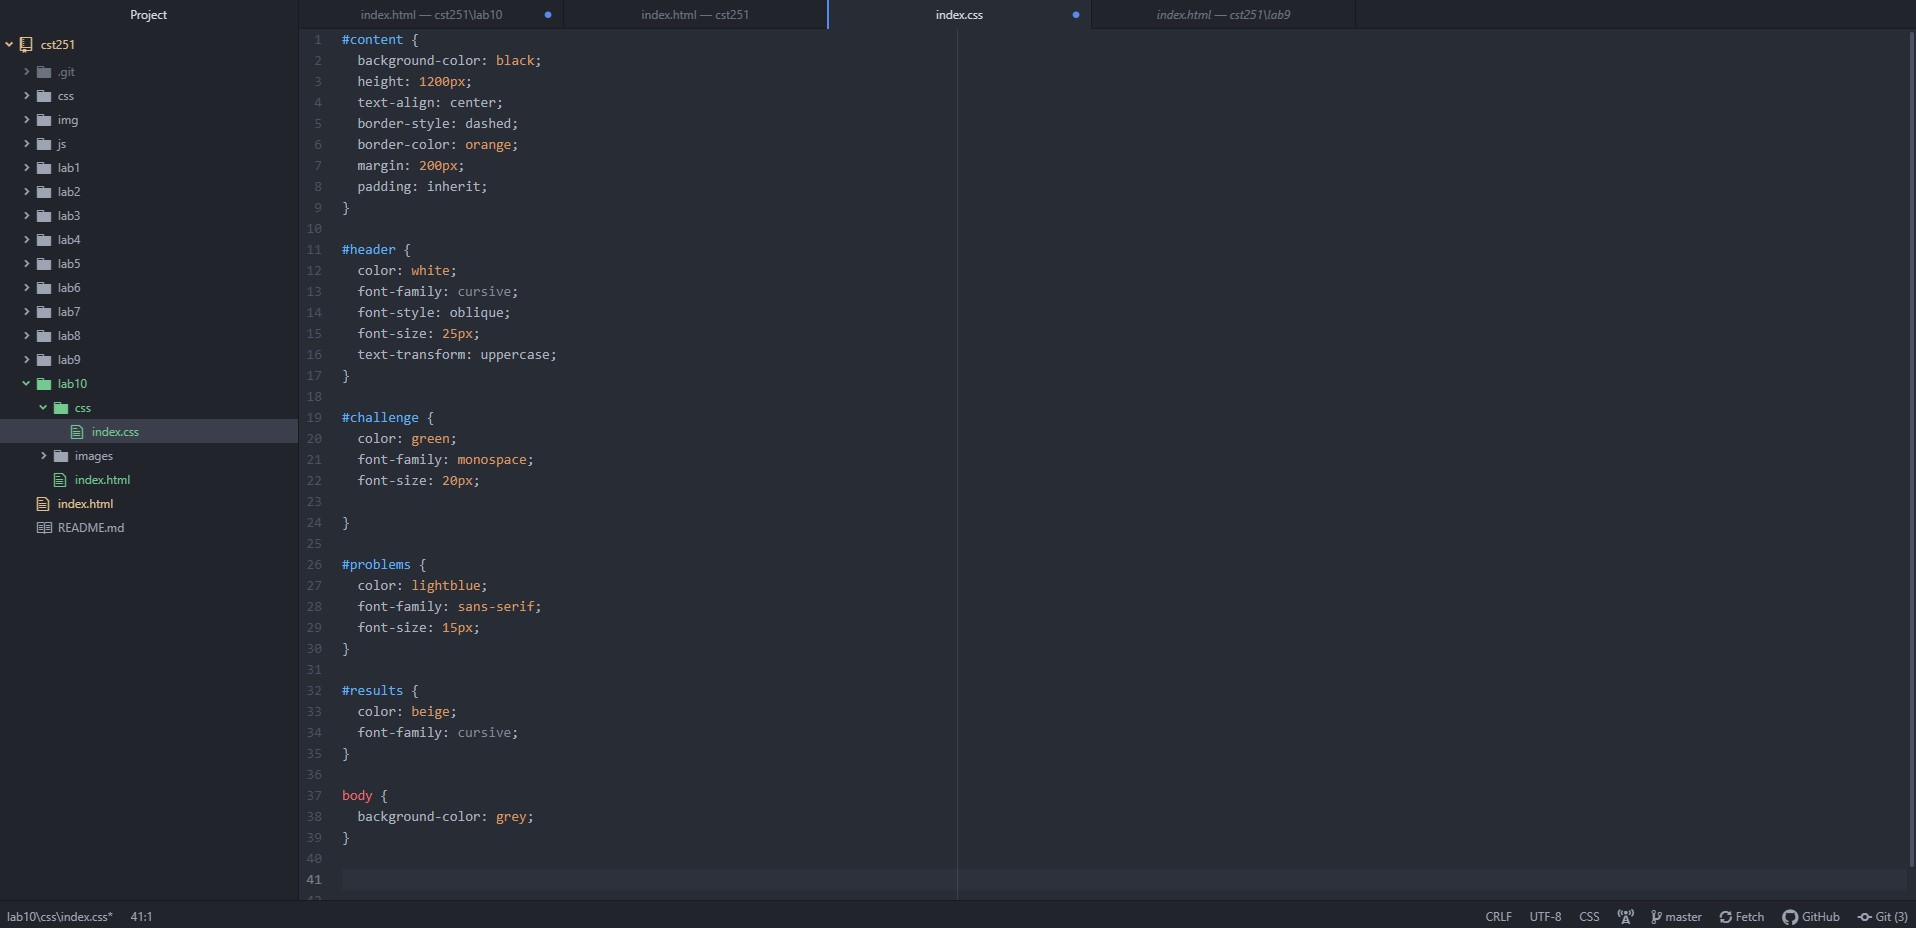 Project
index.html — cst251\lab10
index.html — cst251
index.css
index.html — cst251\lab9
cst251
.git
css
img
js
lab1
lab2
lab3
lab4
lab5
lab6
lab7
lab8
lab9
lab10
css
index.css
images
index.html
index.html
README.md
1 #content {
2 background-color: black;
3 height: 1200px;
4 text-align: center;
5 border-style: dashed;
6 border-color: orange;
7 margin: 200px;
8 padding: inherit;
9 }
10
11 #header {
12 color: white;
13 font-family: cursive;
14 font-style: oblique;
15 font-size: 25px;
16 text-transform: uppercase;
17 }
18
19 #challenge {
20 color: green;
21 font-family: monospace;
22 font-size: 20px;
23
24 }
25
26 #problems {
27 color: lightblue;
28 font-family: sans-serif;
29 font-size: 15px;
30 }
31
32 #results {
33 color: beige;
34 font-family: cursive;
35 }
36
37 body {
38 background-color: grey;
39 }
40
41
lab10\css\index.css* 41:1
CRLF UTF-8 CSS master Fetch GitHub Git (3)